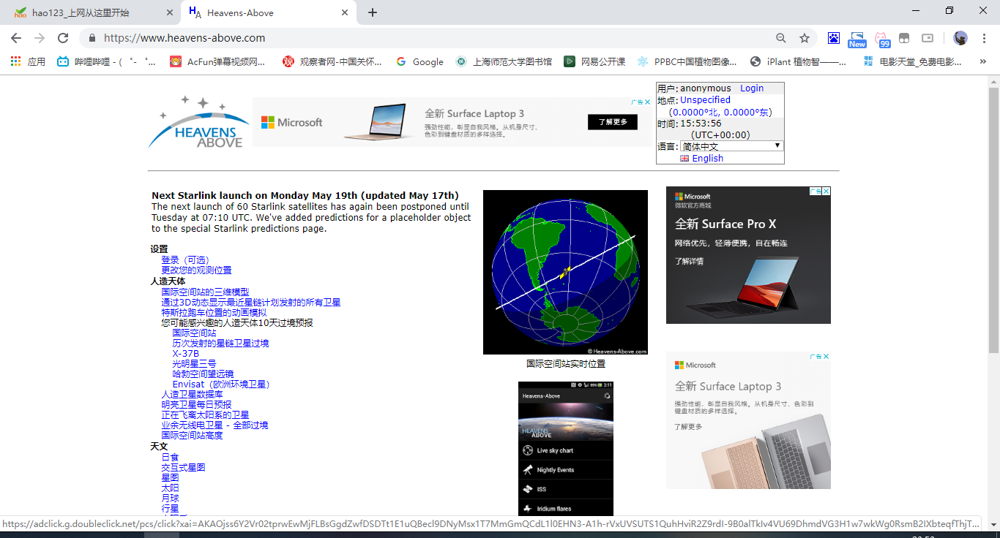 hao123_上网从这里开始
Heavens-Above
https://www.heavens-above.com
New
99
应用
哔哩哔哩 - ( ゜- ゜...
AcFun弹幕视频网...
观察者网-中国关怀...
Google
上海师范大学图书馆
网易公开课
PPBC中国植物图像...
iPlant 植物智——...
电影天堂_免费电影...
»
HEAVENS
ABOVE
广告
Microsoft
全新 Surface Laptop 3
强劲性能，彰显自我风格。从机身尺寸、
色彩到键盘材质的多样选择。
了解更多
用户: anonymous Login
地点: Unspecified
(0.0000°北, 0.0000°东)
时间: 15:53:56
(UTC+00:00)
语言: 简体中文
English
Next Starlink launch on Monday May 19th (updated May 17th)
The next launch of 60 Starlink satellites has again been postponed until
Tuesday at 07:10 UTC. We've added predictions for a placeholder object
to the special Starlink predictions page.
设置
登录（可选）
更改您的观测位置
人造天体
国际空间站的三维模型
通过3D动态显示最近星链计划发射的所有卫星
特斯拉跑车位置的动画模拟
您可能感兴趣的人造天体10天过境预报
国际空间站
历次发射的星链卫星过境
X-37B
光明星三号
哈勃空间望远镜
Envisat（欧洲环境卫星）
人造卫星数据库
明亮卫星每日预报
正在飞离太阳系的卫星
业余无线电卫星 - 全部过境
国际空间站高度
天文
日食
交互式星图
星图
太阳
月球
行星
© Heavens-Above.com
国际空间站实时位置
89% 3:11
Heavens-Above
HEAVENS
ABOVE
Live sky chart
Nightly Events
ISS
Iridium flares
广告
Microsoft
微软官方商城
全新 Surface Pro X
网络优先，轻薄便携，自在畅连
了解详情
广告
Microsoft
全新 Surface Laptop 3
强劲性能，彰显自我风格。从机身尺寸、色彩到
键盘材质的多样选择。
了解更多
https://adclick.g.doubleclick.net/pcs/click?xai=AKAOjss6Y2Vr02tprwEwMjFLBsGgdZwfDSDTt1E1uQBecl9DNyMsx1T7MmGmQCdL1l0EHN3-A1h-rVxUVSUTS1QuhHviR2Z9rdI-9B0alTkIv4VU69DhmdVG3H1w7wkWg0RsmB2IXbteqfThjT...